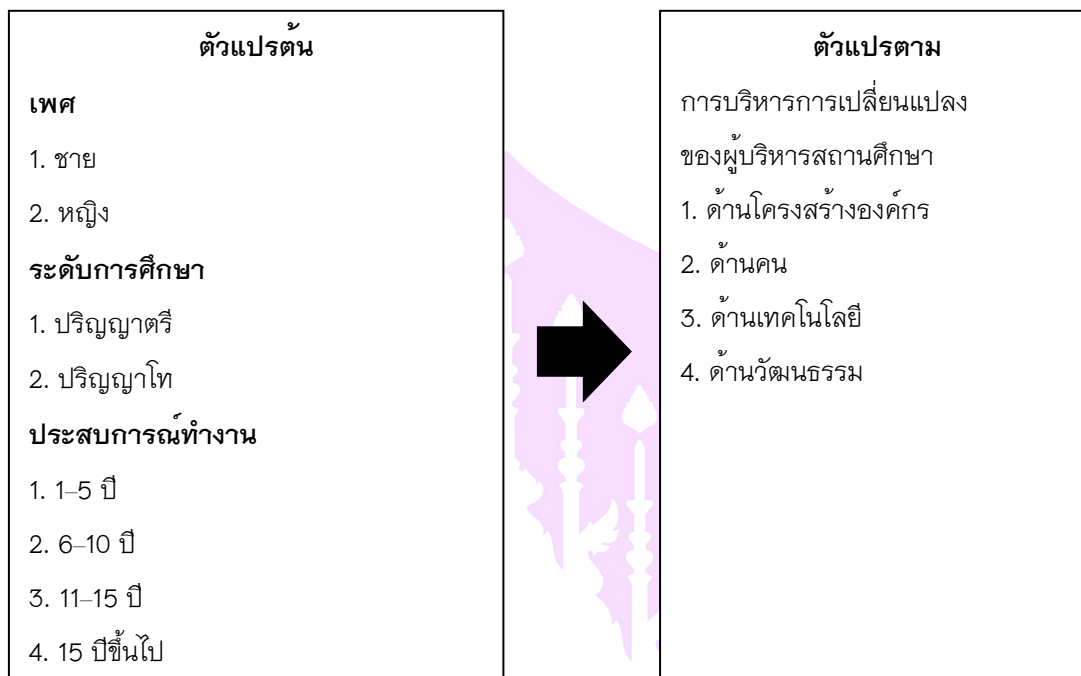 ตัวแปรต้น
เพศ
1. ชาย
2. หญิง
ระดับการศึกษา
1. ปริญญาตรี
2. ปริญญาโท
ประสบการณ์ทำงาน
1. 1–5 ปี
2. 6–10 ปี
3. 11–15 ปี
4. 15 ปีขึ้นไป
ตัวแปรตาม
การบริหารการเปลี่ยนแปลง
ของผู้บริหารสถานศึกษา
1. ด้านโครงสร้างองค์กร
2. ด้านคน
3. ด้านเทคโนโลยี
4. ด้านวัฒนธรรม